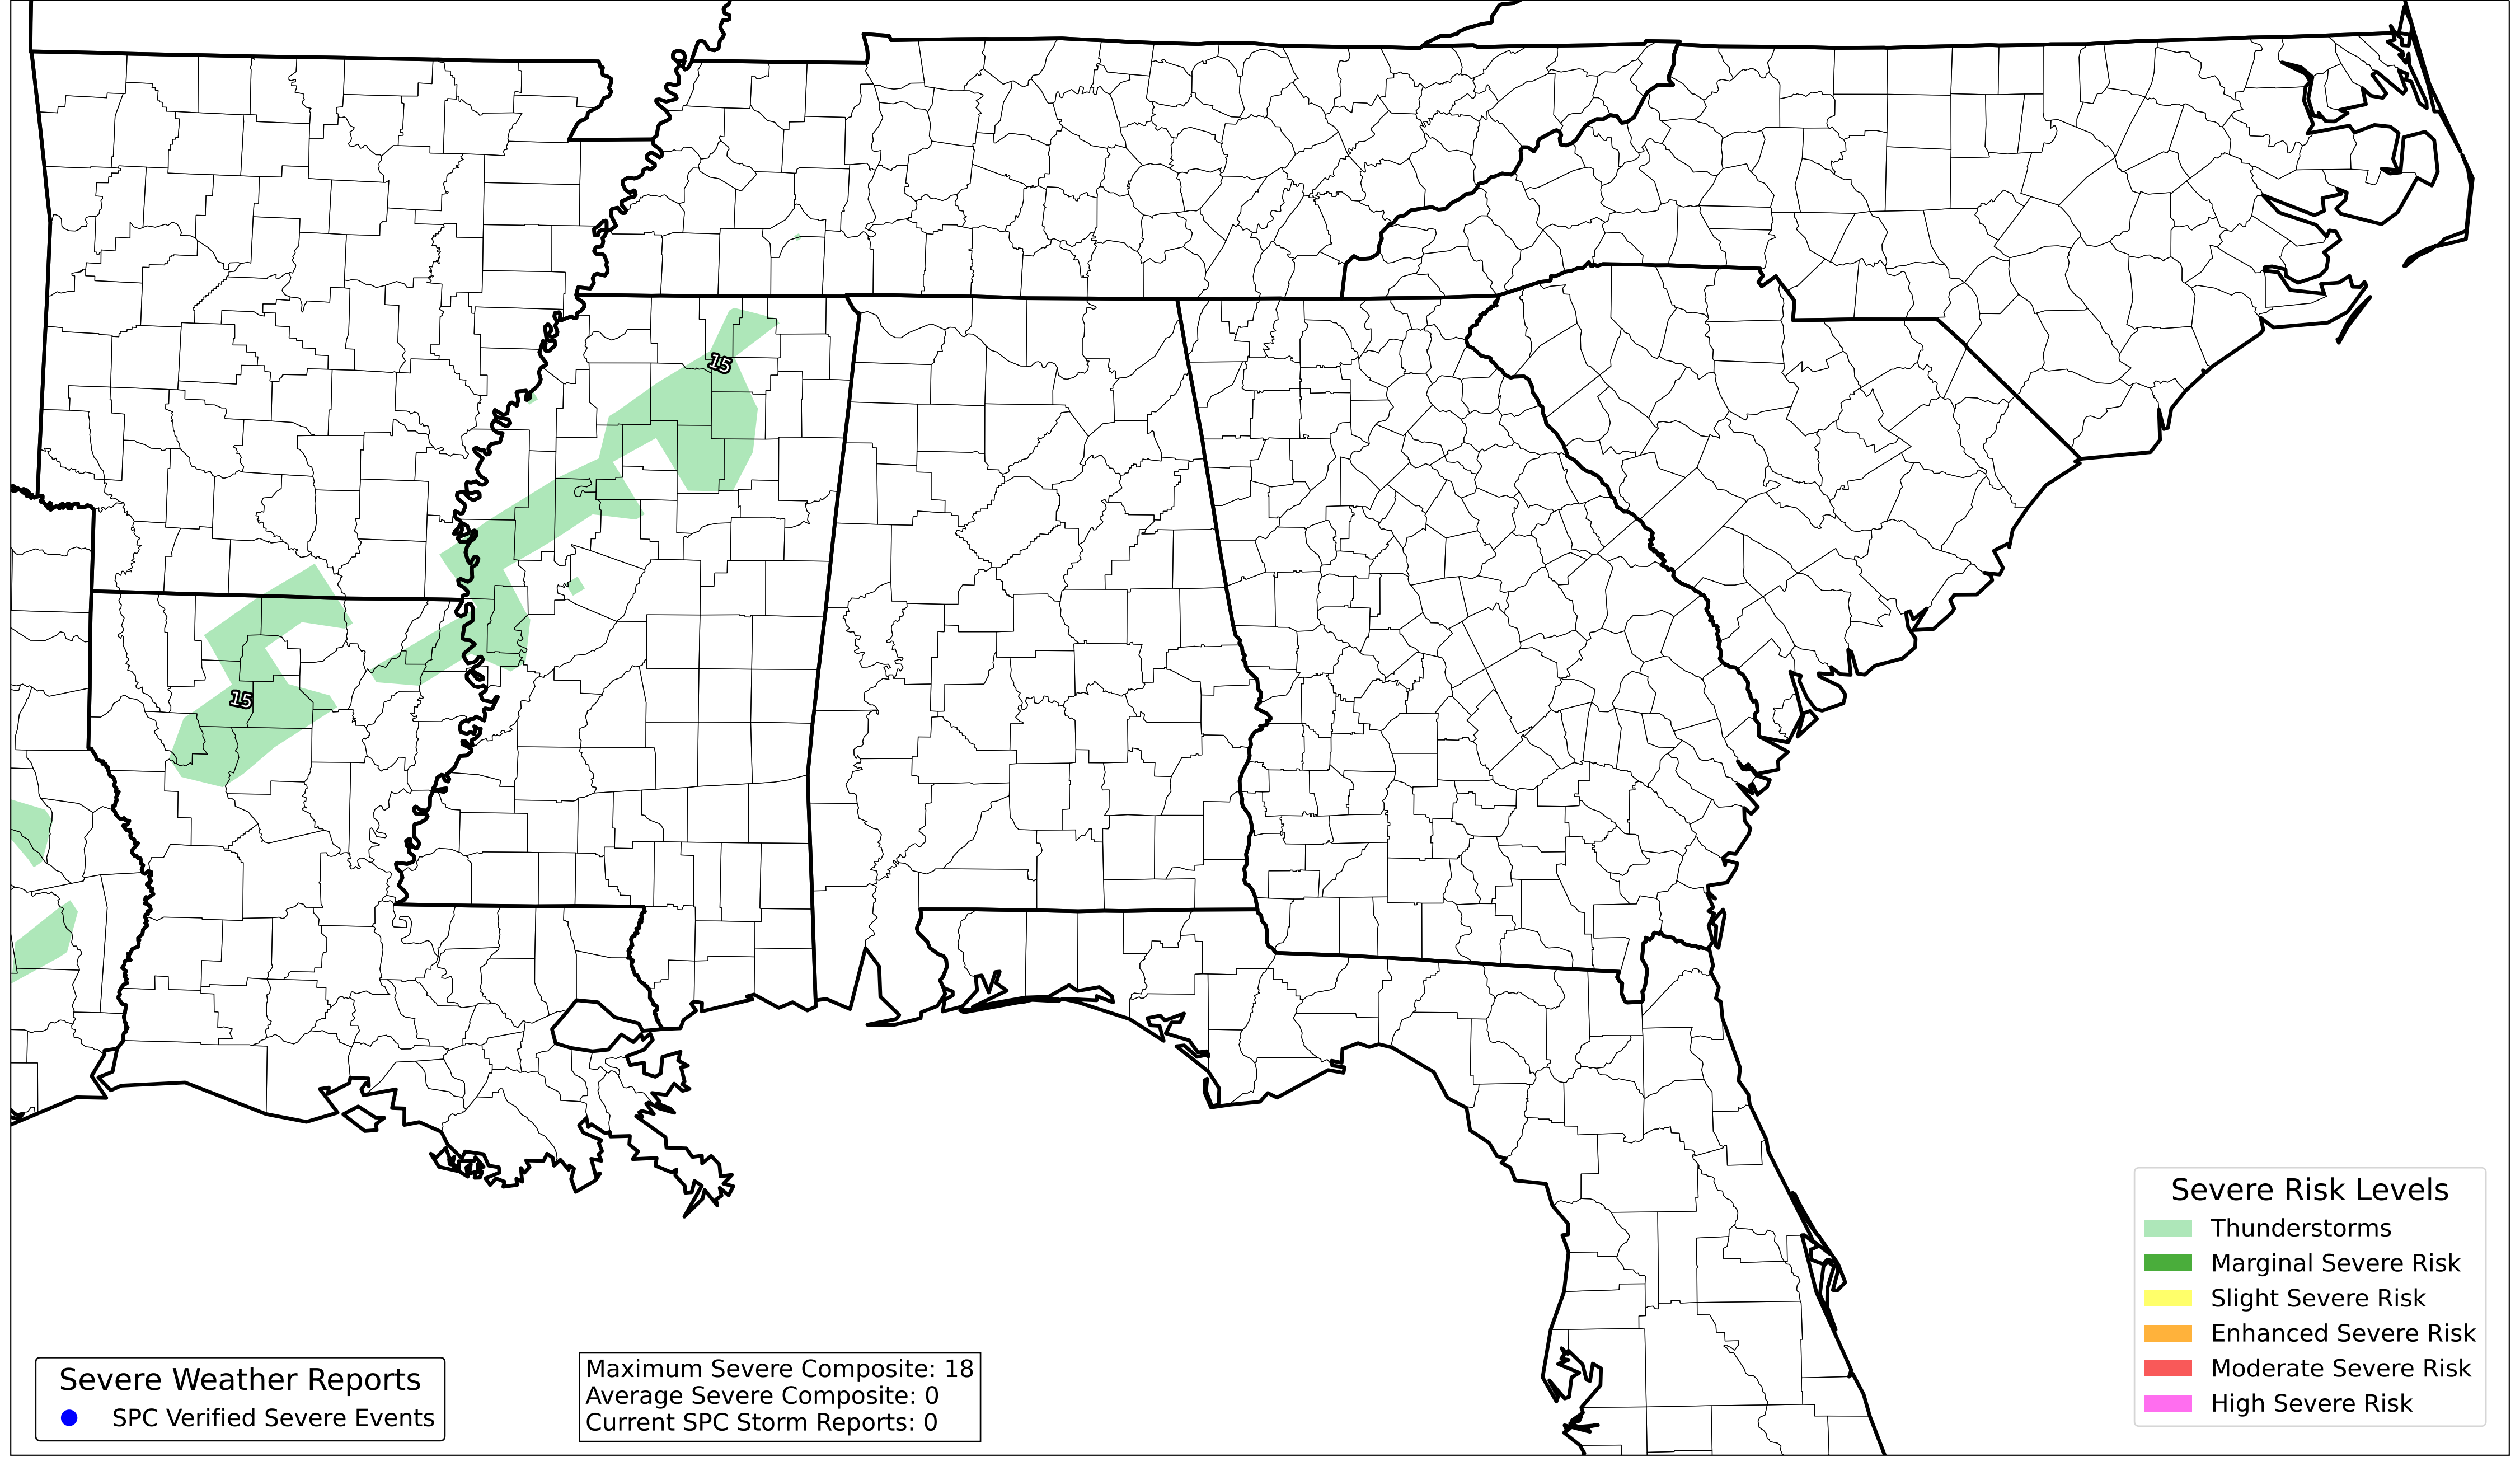 15
15
Severe Risk Levels
Thunderstorms
Marginal Severe Risk
Slight Severe Risk
Enhanced Severe Risk
Moderate Severe Risk
High Severe Risk
Severe Weather Reports
SPC Verified Severe Events
Maximum Severe Composite: 18
Average Severe Composite: 0
Current SPC Storm Reports: 0